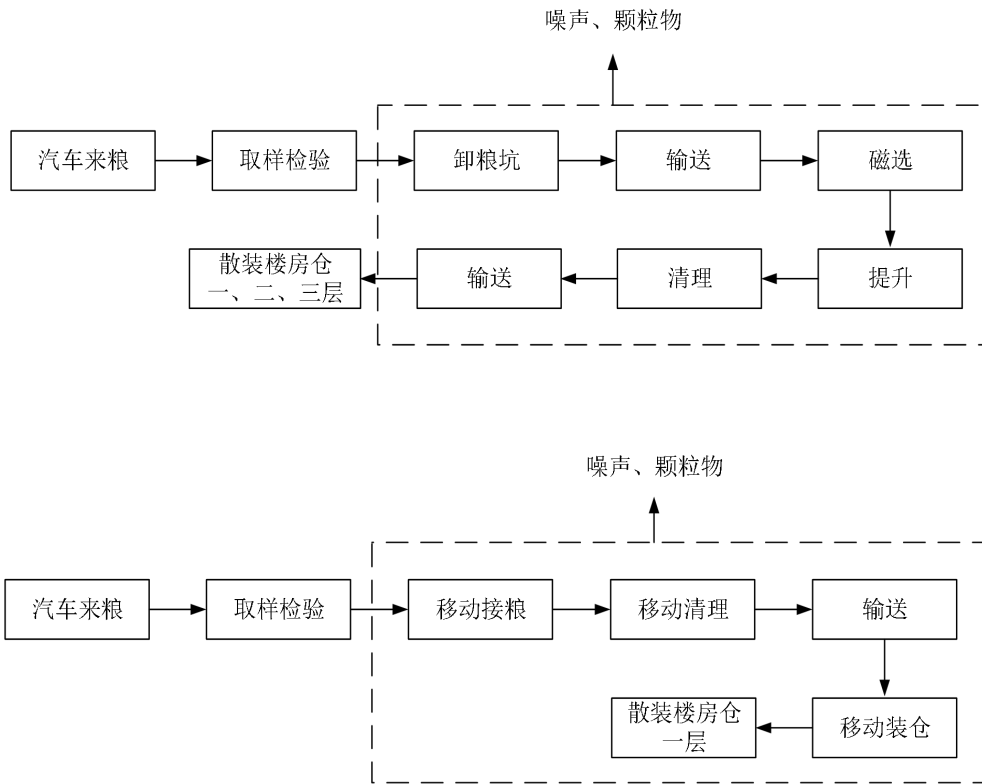 噪声、颗粒物
汽车来粮
取样检验
卸粮坑
输送
磁选
提升
清理
输送
散装楼房仓
一、二、三层
噪声、颗粒物
汽车来粮
取样检验
移动接粮
移动清理
输送
移动装仓
散装楼房仓
一层